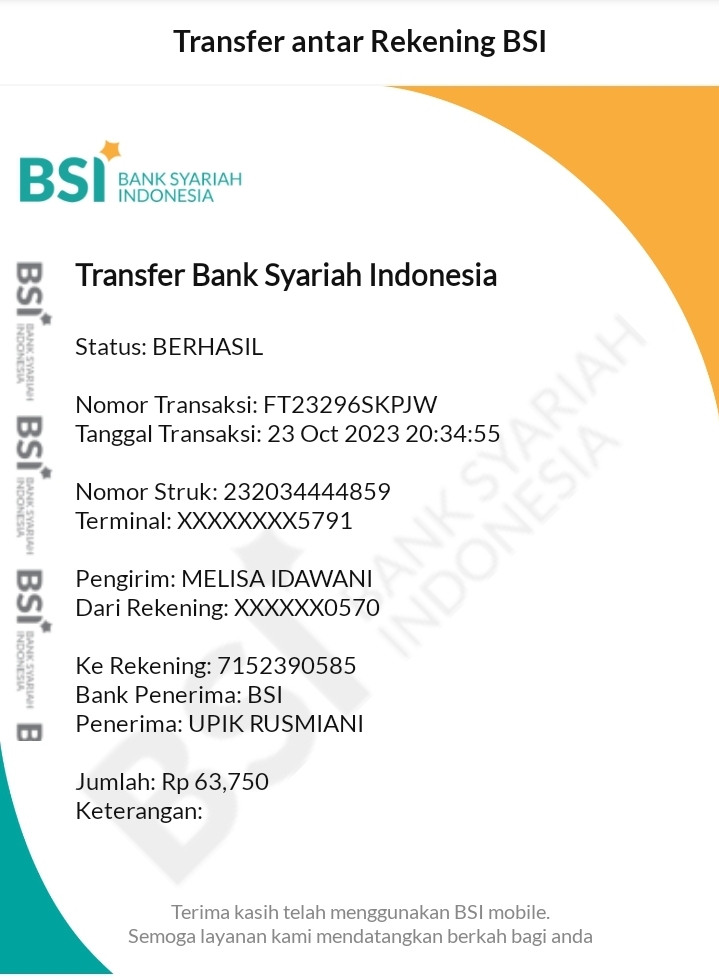 Transfer antar Rekening BSI
BSI BANK SYARIAH
INDONESIA
Transfer Bank Syariah Indonesia
Status: BERHASIL
Nomor Transaksi: FT23296SKPJW
Tanggal Transaksi: 23 Oct 2023 20:34:55
Nomor Struk: 232034444859
Terminal: XXXXXXXX5791
Pengirim: MELISA IDAWANI
Dari Rekening: XXXXXX0570
Ke Rekening: 7152390585
Bank Penerima: BSI
Penerima: UPIK RUSMIANI
Jumlah: Rp 63,750
Keterangan:
Terima kasih telah menggunakan BSI mobile.
Semoga layanan kami mendatangkan berkah bagi anda
BSI BANK SYARIAH
INDONESIA
BSI BANK SYARIAH
INDONESIA
BSI BANK SYARIAH
INDONESIA
B
BSI BANK SYARIAH
INDONESIA